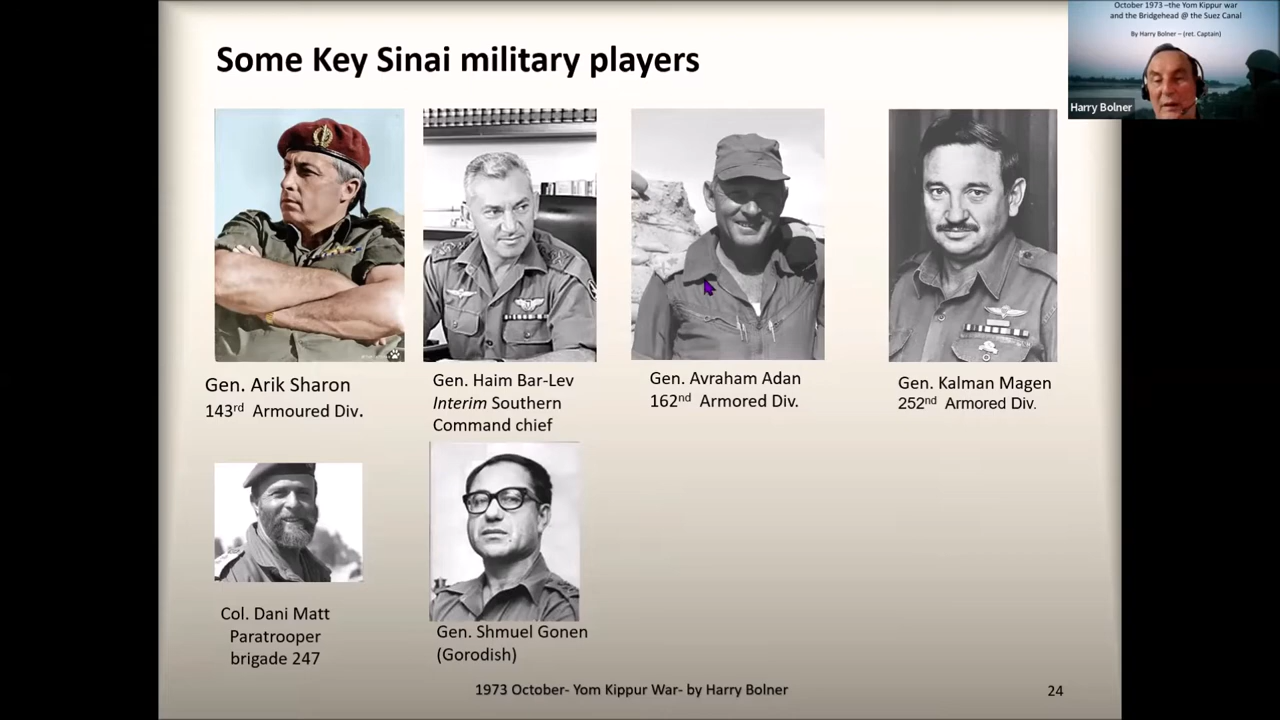 Some Key Sinai military players
October 1973 –the Yom Kippur war
and the Bridgehead @ the Suez Canal
By Harry Bolner – (ret. Captain)
Harry Bolner
Gen. Arik Sharon
143rd Armoured Div.
Gen. Haim Bar-Lev
Interim Southern
Command chief
Gen. Avraham Adan
162nd Armored Div.
Gen. Kalman Magen
252nd Armored Div.
Col. Dani Matt
Paratrooper
brigade 247
Gen. Shmuel Gonen
(Gorodish)
1973 October- Yom Kippur War- by Harry Bolner
24